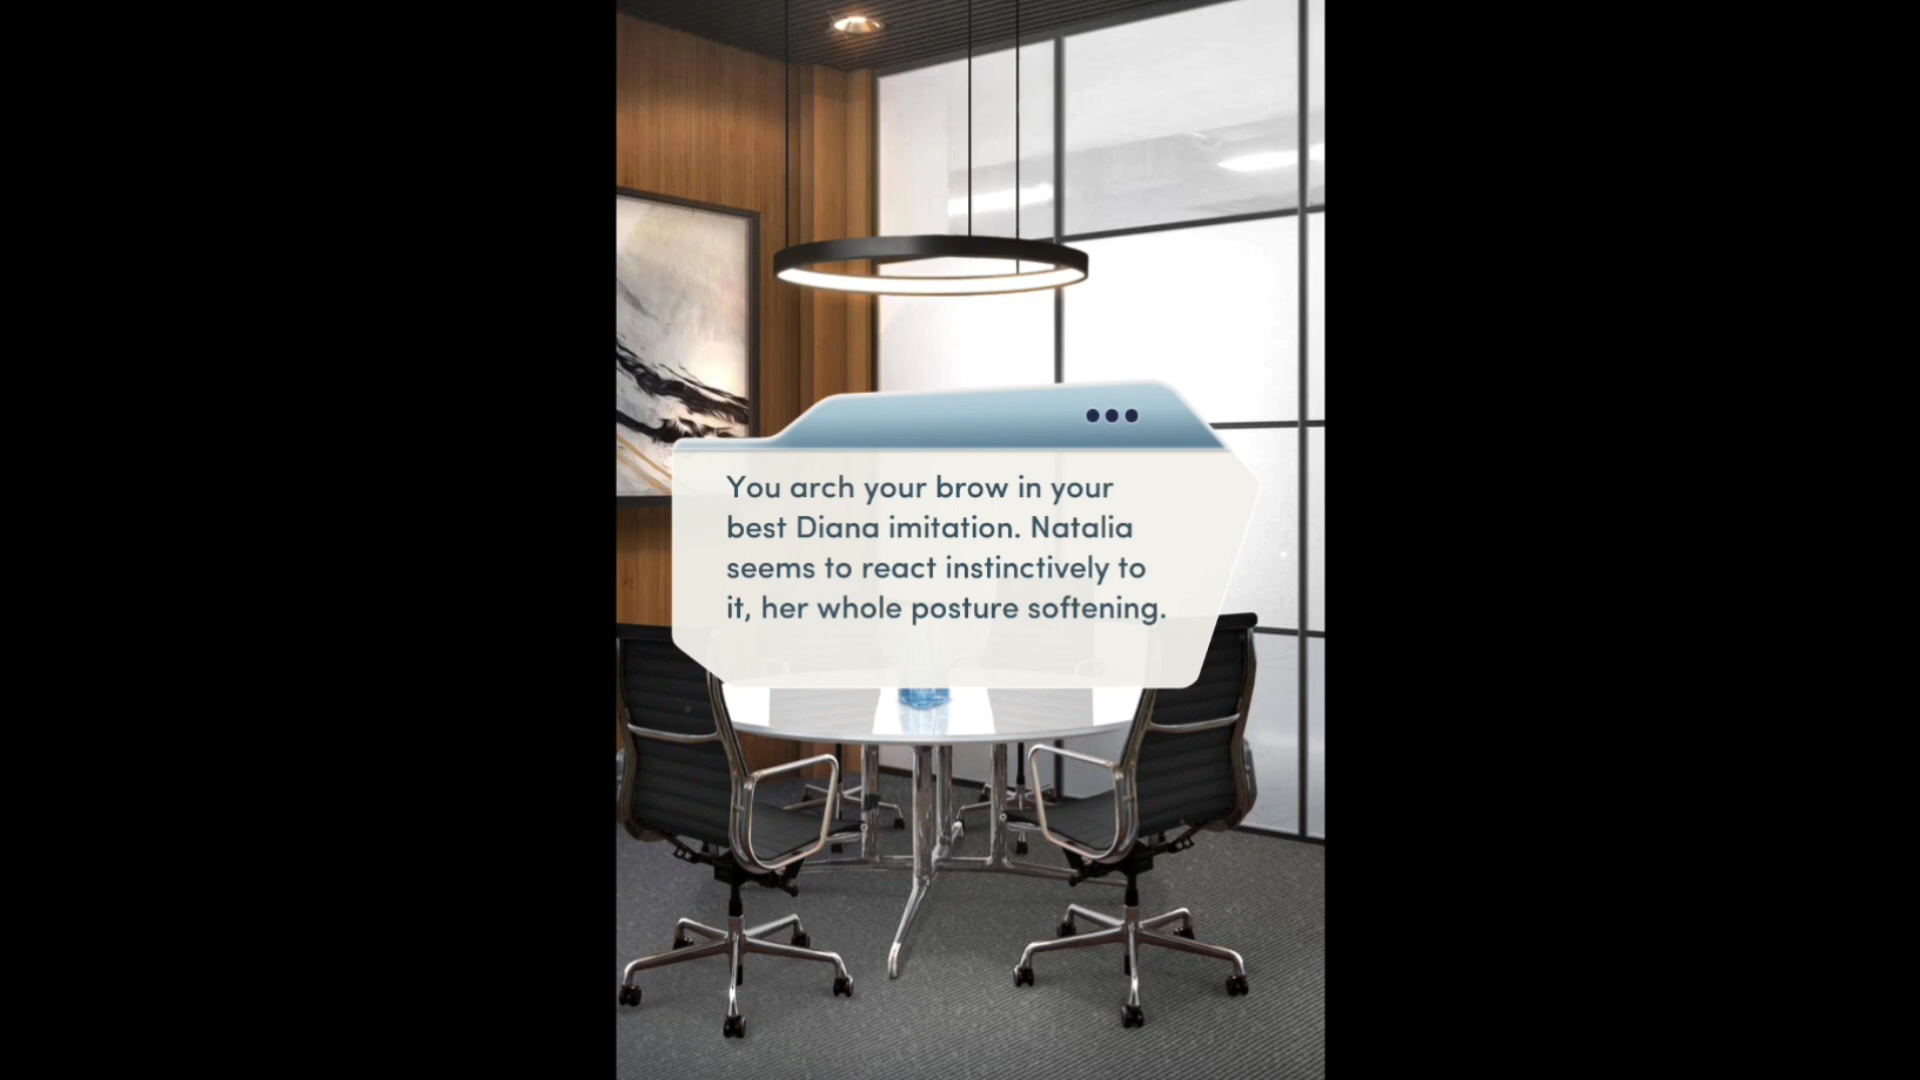 You arch your brow in your
best Diana imitation. Natalia
seems to react instinctively to
it, her whole posture softening.